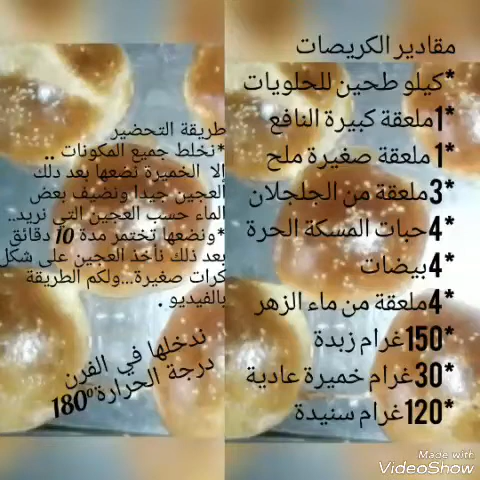 مقادير الكريصات
*كيلو طحين للحلويات
*1ملعقة كبيرة النافع
*1 ملعقة صغيرة ملح
*3ملعقة من الجلجلان
*4حبات المسكة الحرة
*4بيضات
*4ملعقة من ماء الزهر
*150غرام زبدة
*30غرام خميرة عادية
*120غرام سنيدة
طريقة التحضير
*نخلط جميع المكونات ..
إلا الخميرة نضعها بعد دلك
العجين جيدا ونضيف بعض
الماء حسب العجين التي نريد..
*ونضعها تختمر مدة 10 دقائق
بعد ذلك نأخذ العجين على شكل
كرات صغيرة...ولكم الطريقة
بالفيديو .
ندخلها في الفرن
درجة الحرارة°180
Made with
VideoShow